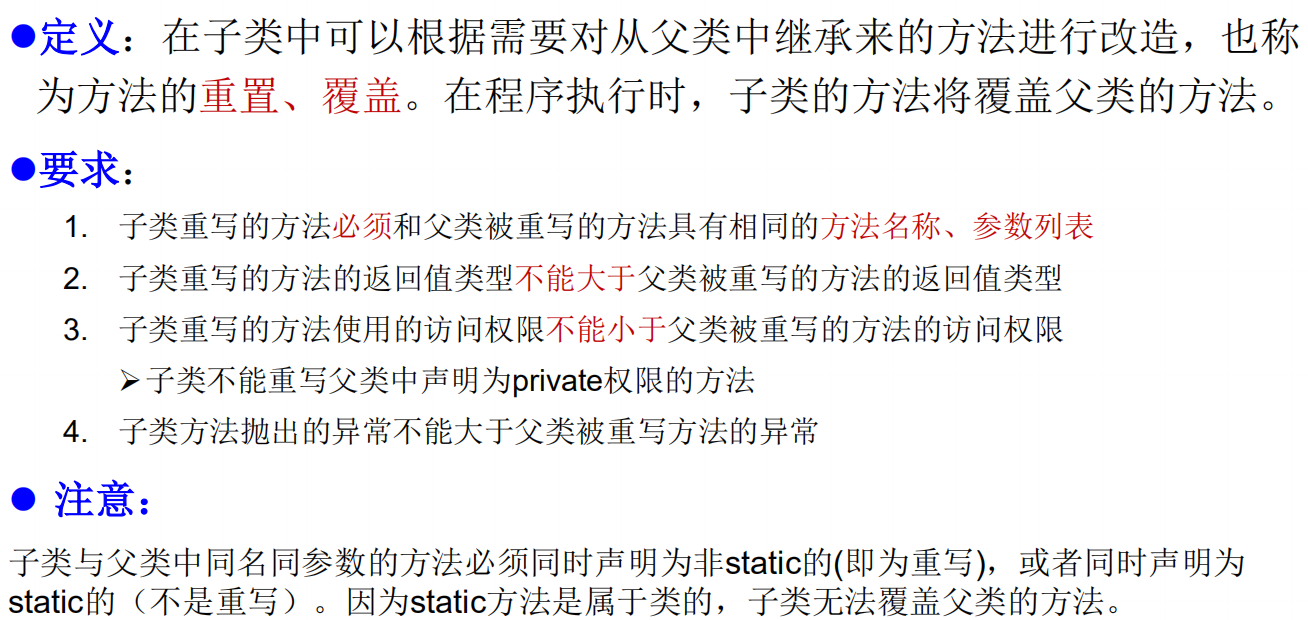 ●定义：在子类中可以根据需要对从父类中继承来的方法进行改造，也称
为方法的重置、覆盖。在程序执行时，子类的方法将覆盖父类的方法。
●要求：
1. 子类重写的方法必须和父类被重写的方法具有相同的方法名称、参数列表
2. 子类重写的方法的返回值类型不能大于父类被重写的方法的返回值类型
3. 子类重写的方法使用的访问权限不能小于父类被重写的方法的访问权限
➢子类不能重写父类中声明为private权限的方法
4. 子类方法抛出的异常不能大于父类被重写方法的异常
● 注意：
子类与父类中同名同参数的方法必须同时声明为非static的(即为重写)，或者同时声明为
static的（不是重写）。因为static方法是属于类的，子类无法覆盖父类的方法。